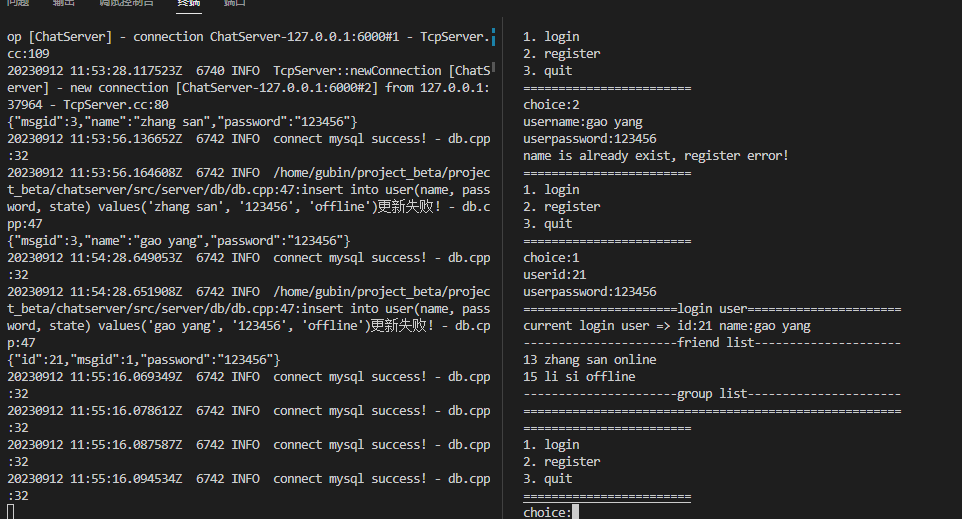 问题 输出 调试控制台 终端 端口
op [ChatServer] - connection ChatServer-127.0.0.1:6000#1 - TcpServer.
cc:109
20230912 11:53:28.117523Z  6740 INFO  TcpServer::newConnection [ChatS
erver] - new connection [ChatServer-127.0.0.1:6000#2] from 127.0.0.1:
37964 - TcpServer.cc:80
{"msgid":3,"name":"zhang san","password":"123456"}
20230912 11:53:56.136652Z  6742 INFO  connect mysql success! - db.cpp
:32
20230912 11:53:56.164608Z  6742 INFO  /home/gubin/project_beta/projec
t_beta/chatserver/src/server/db/db.cpp:47:insert into user(name, pass
word, state) values('zhang san', '123456', 'offline')更新失败! - db.c
pp:47
{"msgid":3,"name":"gao yang","password":"123456"}
20230912 11:54:28.649053Z  6742 INFO  connect mysql success! - db.cpp
:32
20230912 11:54:28.651908Z  6742 INFO  /home/gubin/project_beta/projec
t_beta/chatserver/src/server/db/db.cpp:47:insert into user(name, pass
word, state) values('gao yang', '123456', 'offline')更新失败! - db.cp
p:47
{"id":21,"msgid":1,"password":"123456"}
20230912 11:55:16.069349Z  6742 INFO  connect mysql success! - db.cpp
:32
20230912 11:55:16.078612Z  6742 INFO  connect mysql success! - db.cpp
:32
20230912 11:55:16.087587Z  6742 INFO  connect mysql success! - db.cpp
:32
20230912 11:55:16.094534Z  6742 INFO  connect mysql success! - db.cpp
:32
1. login
2. register
3. quit
========================
choice:2
username:gao yang
userpassword:123456
name is already exist, register error!
========================
1. login
2. register
3. quit
========================
choice:1
userid:21
userpassword:123456
======================login user======================
current login user => id:21 name:gao yang
----------------------friend list---------------------
13 zhang san online
15 li si offline
----------------------group list----------------------
======================================================
========================
1. login
2. register
3. quit
========================
choice: